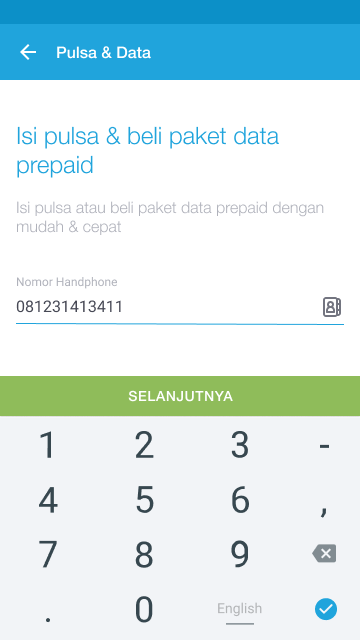 Pulsa & Data
Isi pulsa & beli paket data
prepaid
Isi pulsa atau beli paket data prepaid dengan
mudah & cepat
Nomor Handphone
081231413411
SELANJUTNYA
1 2 3 -
4 5 6 ,
7 8 9
. 0 English